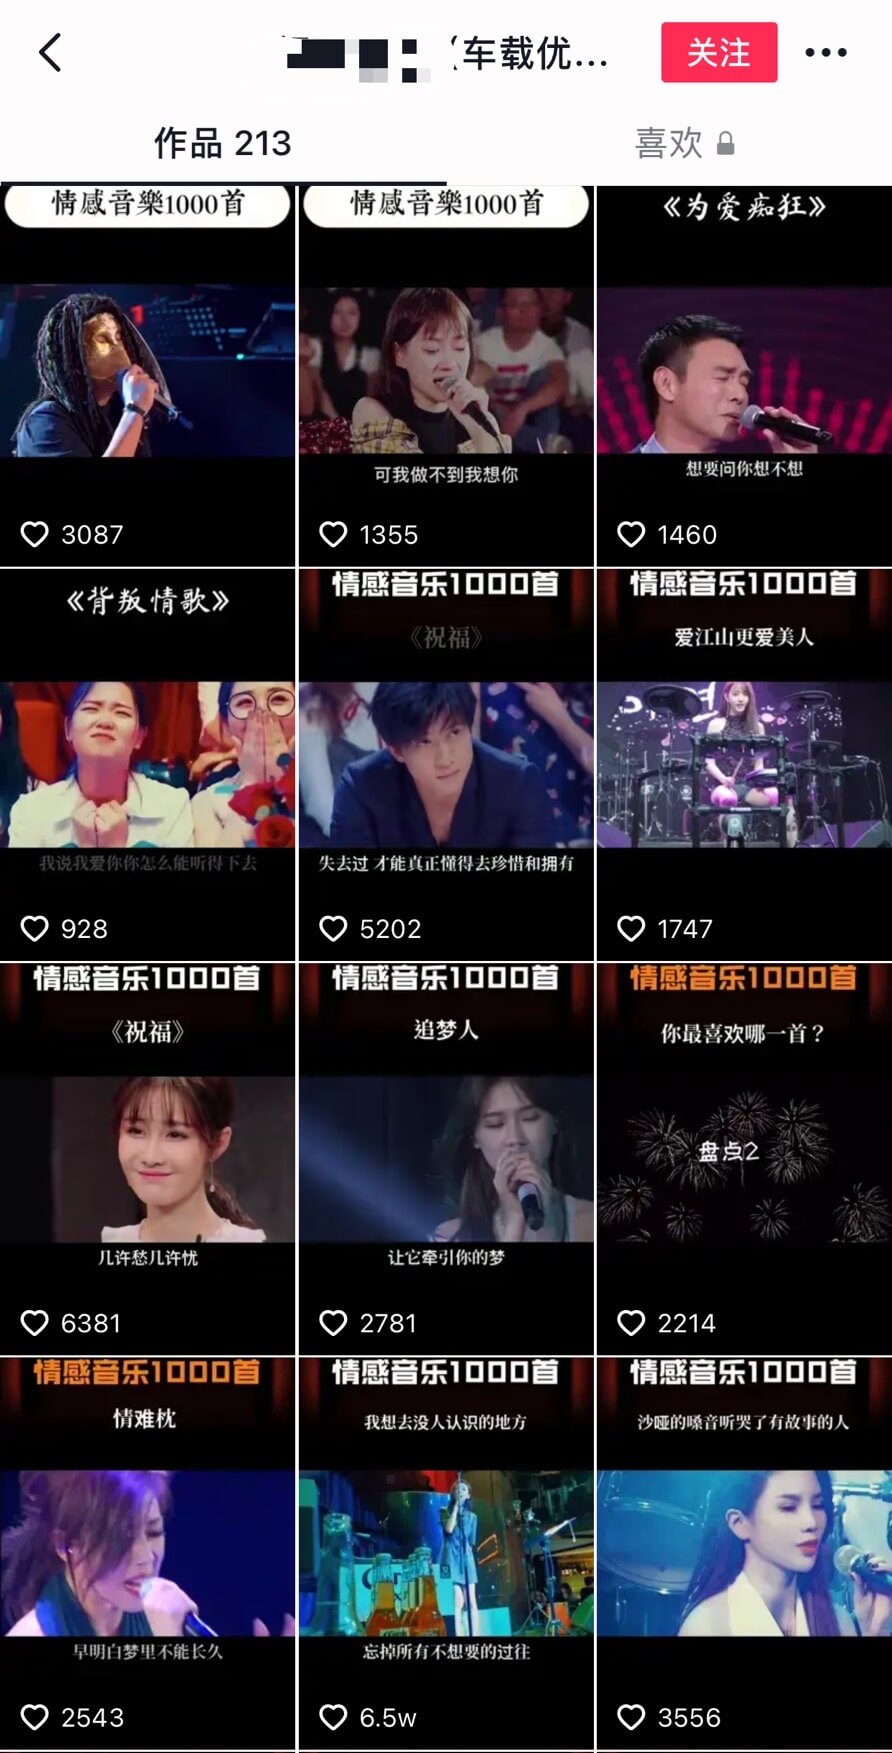 (车载优...
关注
作品 213
喜欢
情感音樂1000首
3087
情感音樂1000首
可我做不到我想你
1355
《为爱痴狂》
想要问你想不想
1460
《背叛情歌》
我说我爱你你怎么能听得下去
928
情感音乐1000首
《祝福》
失去过 才能真正懂得去珍惜和拥有
5202
情感音乐1000首
爱江山更爱美人
1747
情感音乐1000首
《祝福》
几许愁几许忧
6381
情感音乐1000首
追梦人
让它牵引你的梦
2781
情感音乐1000首
你最喜欢哪一首？
盘点2
2214
情感音乐1000首
情难枕
早明白梦里不能长久
2543
情感音乐1000首
我想去没人认识的地方
忘掉所有不想要的过往
6.5w
情感音乐1000首
沙哑的嗓音听哭了有故事的人
3556